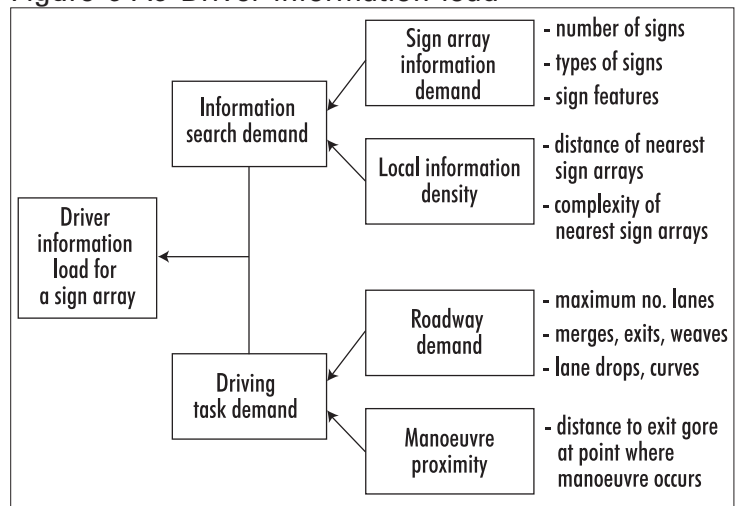 Figure Driver information load
Sign array
information
demand
- number of signs
- types of signs
- sign features
Information
search demand
Local information
density
- distance of nearest
sign arrays
- complexity of
nearest sign arrays
Driver
information
load for
a sign array
Roadway
demand
- maximum no. lanes
- merges, exits, weaves
- lane drops, curves
Driving
task demand
Manoeuvre
proximity
- distance to exit gore
at point where
manoeuvre occurs